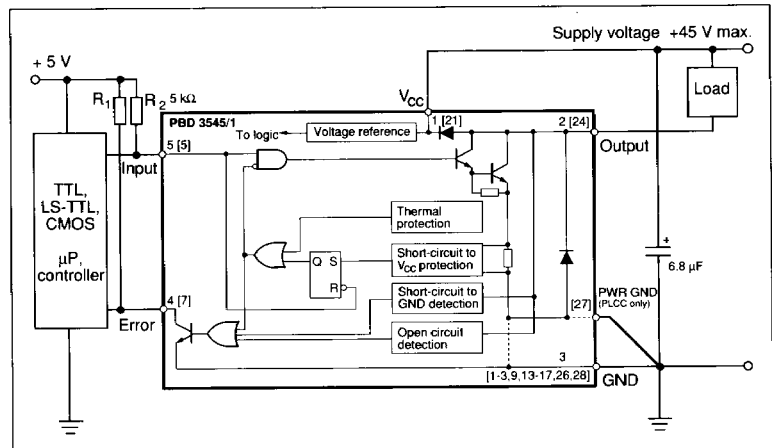 Supply voltage +45 V max.
+ 5 V
R1
R2 5 kΩ
VCC
Load
PBD 3545/1
To logic
Voltage reference
1 [21]
2 [24]
5 [5]
Input
Output
TTL,
LS-TTL,
CMOS
µP,
controller
Thermal
protection
Q S
R
Short-circuit to
VCC protection
+
6.8 µF
Short-circuit to
GND detection
Open circuit
detection
4 [7]
Error
[27]
PWR GND
(PLCC only)
3
[1-3,9,13-17,26,28]
GND